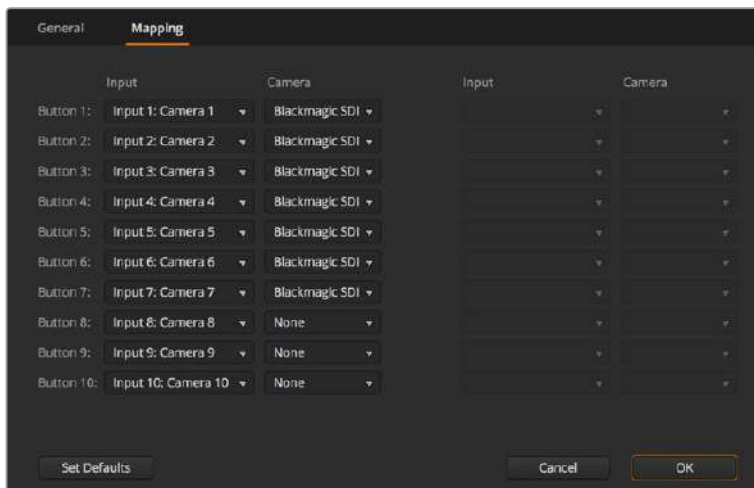 General Mapping
Input Camera Input Camera
Button 1: Input 1: Camera 1 Blackmagic SDI
Button 2: Input 2: Camera 2 Blackmagic SDI
Button 3: Input 3: Camera 3 Blackmagic SDI
Button 4: Input 4: Camera 4 Blackmagic SDI
Button 5: Input 5: Camera 5 Blackmagic SDI
Button 6: Input 6: Camera 6 Blackmagic SDI
Button 7: Input 7: Camera 7 Blackmagic SDI
Button 8: Input 8: Camera 8 None
Button 9: Input 9: Camera 9 None
Button 10: Input 10: Camera 10 None
Set Defaults Cancel OK